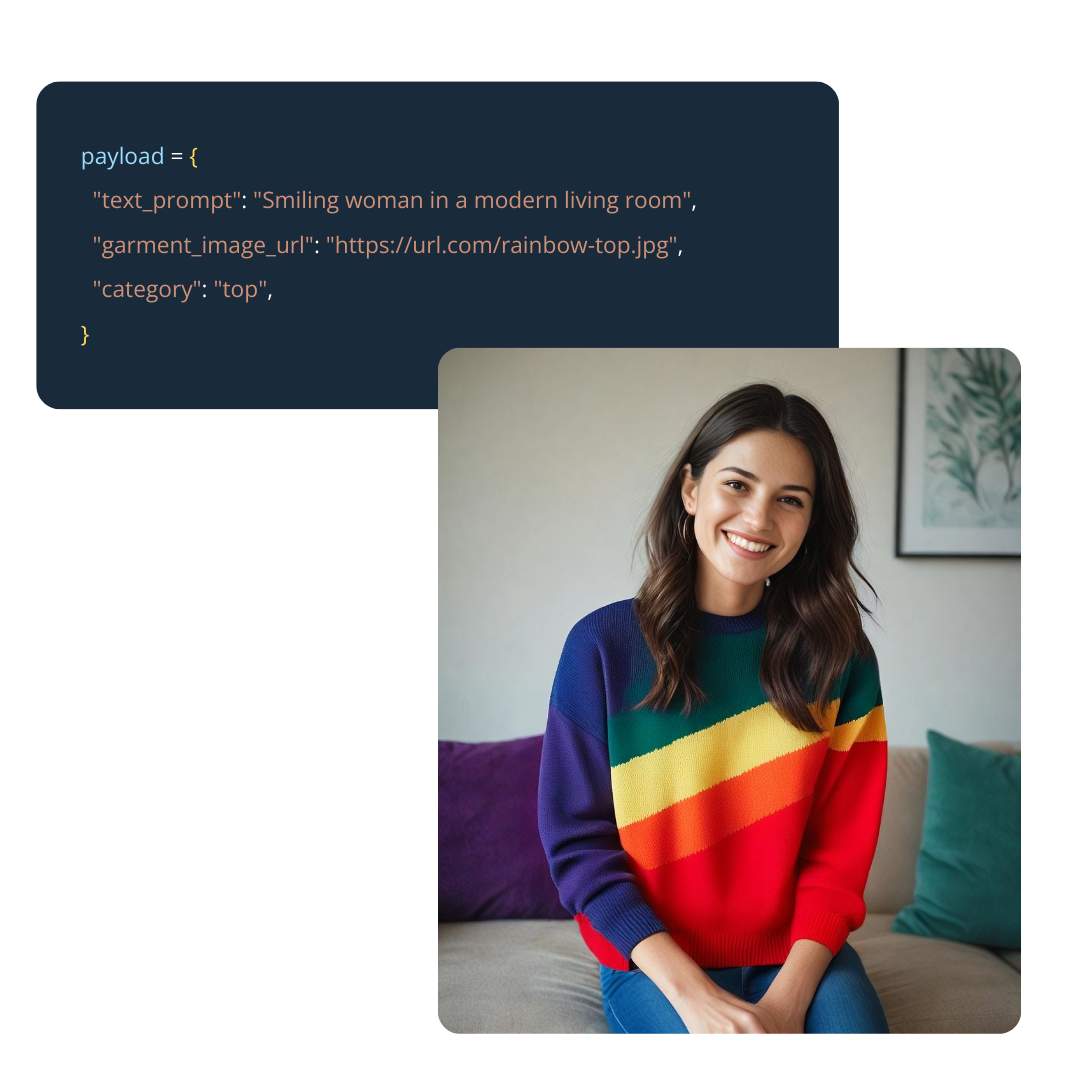 payload = {
"text_prompt": "Smiling woman in a modern living room",
"garment_image_url": "https://url.com/rainbow-top.jpg",
"category": "top",
}